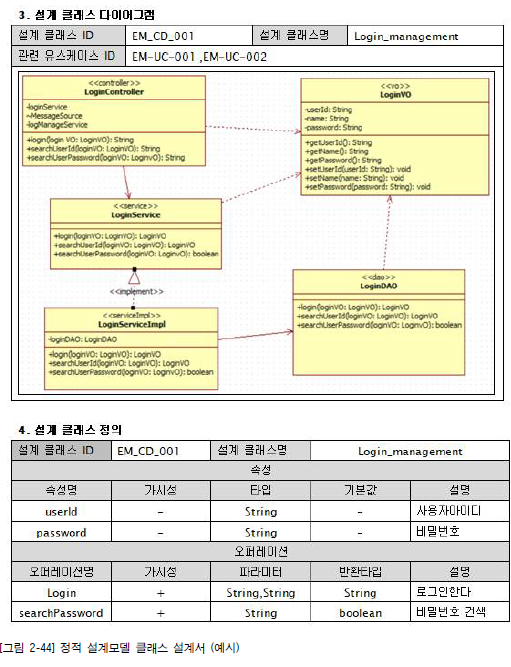 3. 설계 클래스 다이어그램
설계 클래스 ID EM_CD_001 설계 클래스명 Login_management
관련 유스케이스 ID EM-UC-001 ,EM-UC-002
<<controller>>
LoginController
-loginService
~MessageSource
-logManageService
+login(login VO: LoginVO): String
+searchUserId(loginVO: LoginVO): String
+searchUserPassword(loginVO: LoginvO): String
<<vo>>
LoginVO
-userId: String
-name: String
-password: String
+getUserId(): String
+getName(): String
+getPassword(): String
+setUserId(userId: String): void
+setName(name: String): void
+setPassword(password: String): void
<<service>>
LoginService
+login(loginVO: LoginVO): LoginVO
+searchUserId(loginVO: LoginVO): LoginVO
+searchUserPassword(loginVO: LoginvO): boolean
<<implement>>
<<serviceImpl>>
LoginServiceImpl
-loginDAO: LoginDAO
+login(loginVO: LoginVO): LoginVO
+searchUserId(loginVO: LoginVO): LoginVO
+searchUserPassword(loginVO: LoginvO): boolean
<<dao>>
LoginDAO
+login(loginVO: LoginVO): LoginVO
+searchUserId(loginVO: LoginVO): LoginVO
+searchUserPassword(loginVO: LoginvO): boolean
4. 설계 클래스 정의
설계 클래스 ID EM_CD_001 설계 클래스명 Login_management
속성
속성명 가시성 타입 기본값 설명
userId - String - 사용자아이디
password - String - 비밀번호
오퍼레이션
오퍼레이션명 가시성 파라미터 반환타입 설명
Login + String,String String 로그인한다
searchPassword + String boolean 비밀번호 검색
[그림 2-44] 정적 설계모델 클래스 설계서 (예시)